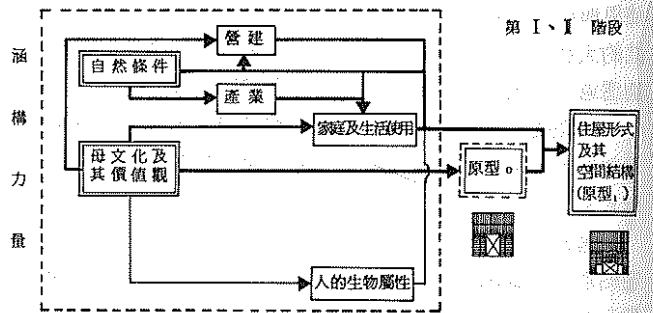 第 Ⅰ、Ⅱ 階段
涵構力量
營建
自然條件
產業
家庭及生活使用
母文化及
其價值觀
原型o
住屋形式
及其
空間結構
(原型1)
人的生物屬性